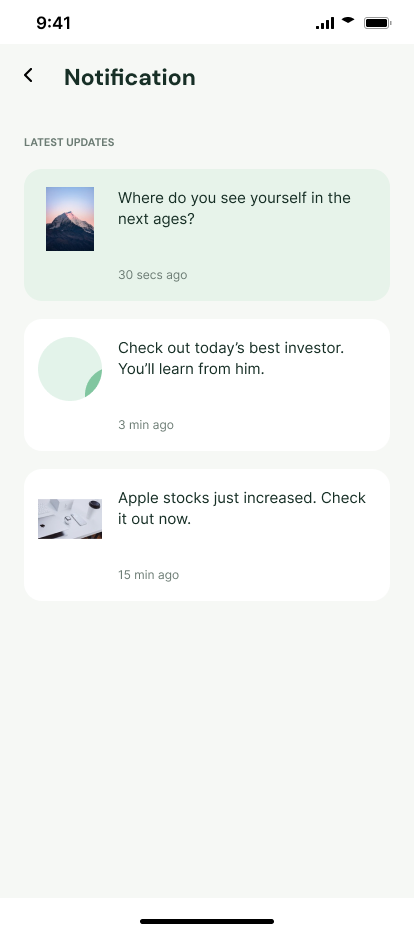 9:41
Notification
LATEST UPDATES
Where do you see yourself in the
next ages?
30 secs ago
Check out today’s best investor.
You’ll learn from him.
3 min ago
Apple stocks just increased. Check
it out now.
15 min ago